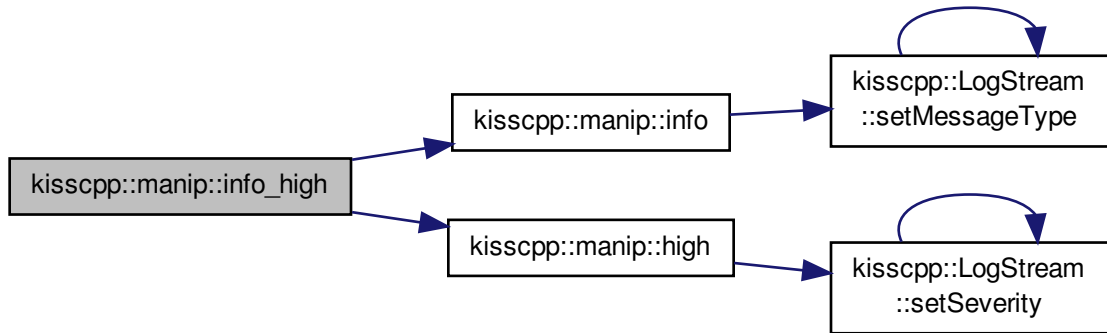 kisscpp::manip::info_high
kisscpp::manip::info
kisscpp::LogStream
::setMessageType
kisscpp::manip::high
kisscpp::LogStream
::setSeverity